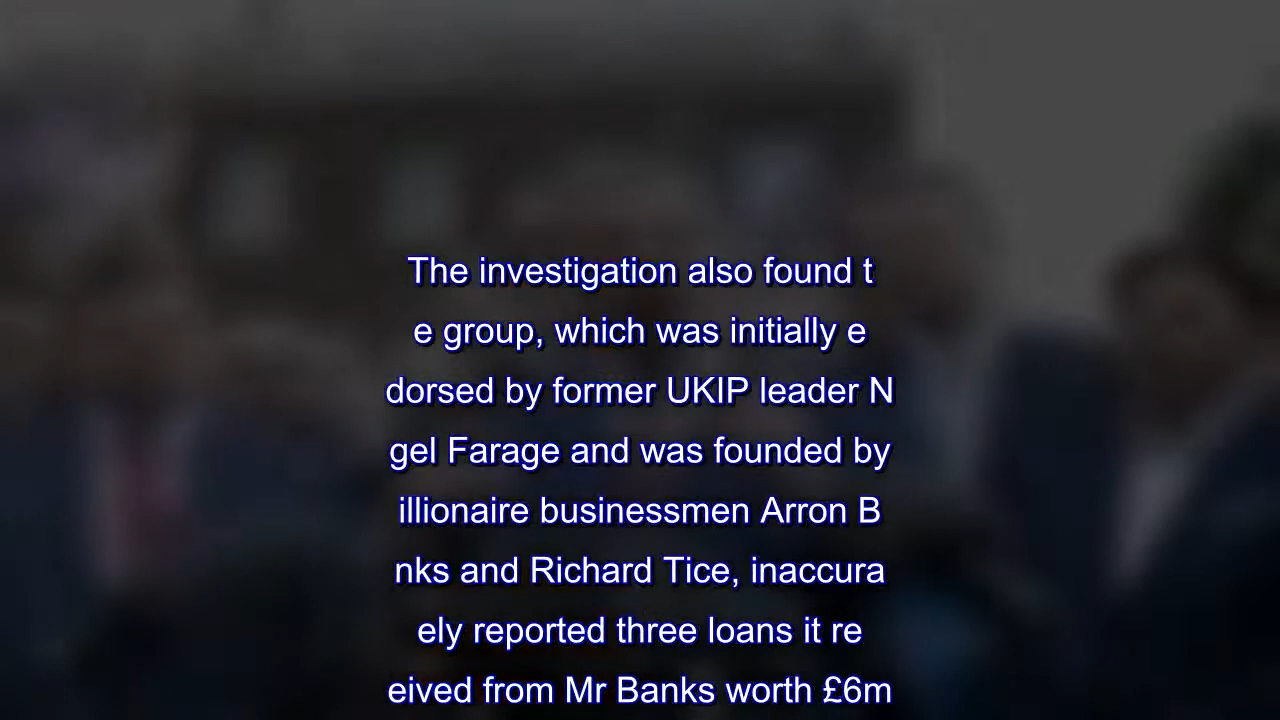 The investigation also found t
e group, which was initially e
dorsed by former UKIP leader N
gel Farage and was founded by
illionaire businessmen Arron B
nks and Richard Tice, inaccura
ely reported three loans it re
eived from Mr Banks worth £6m